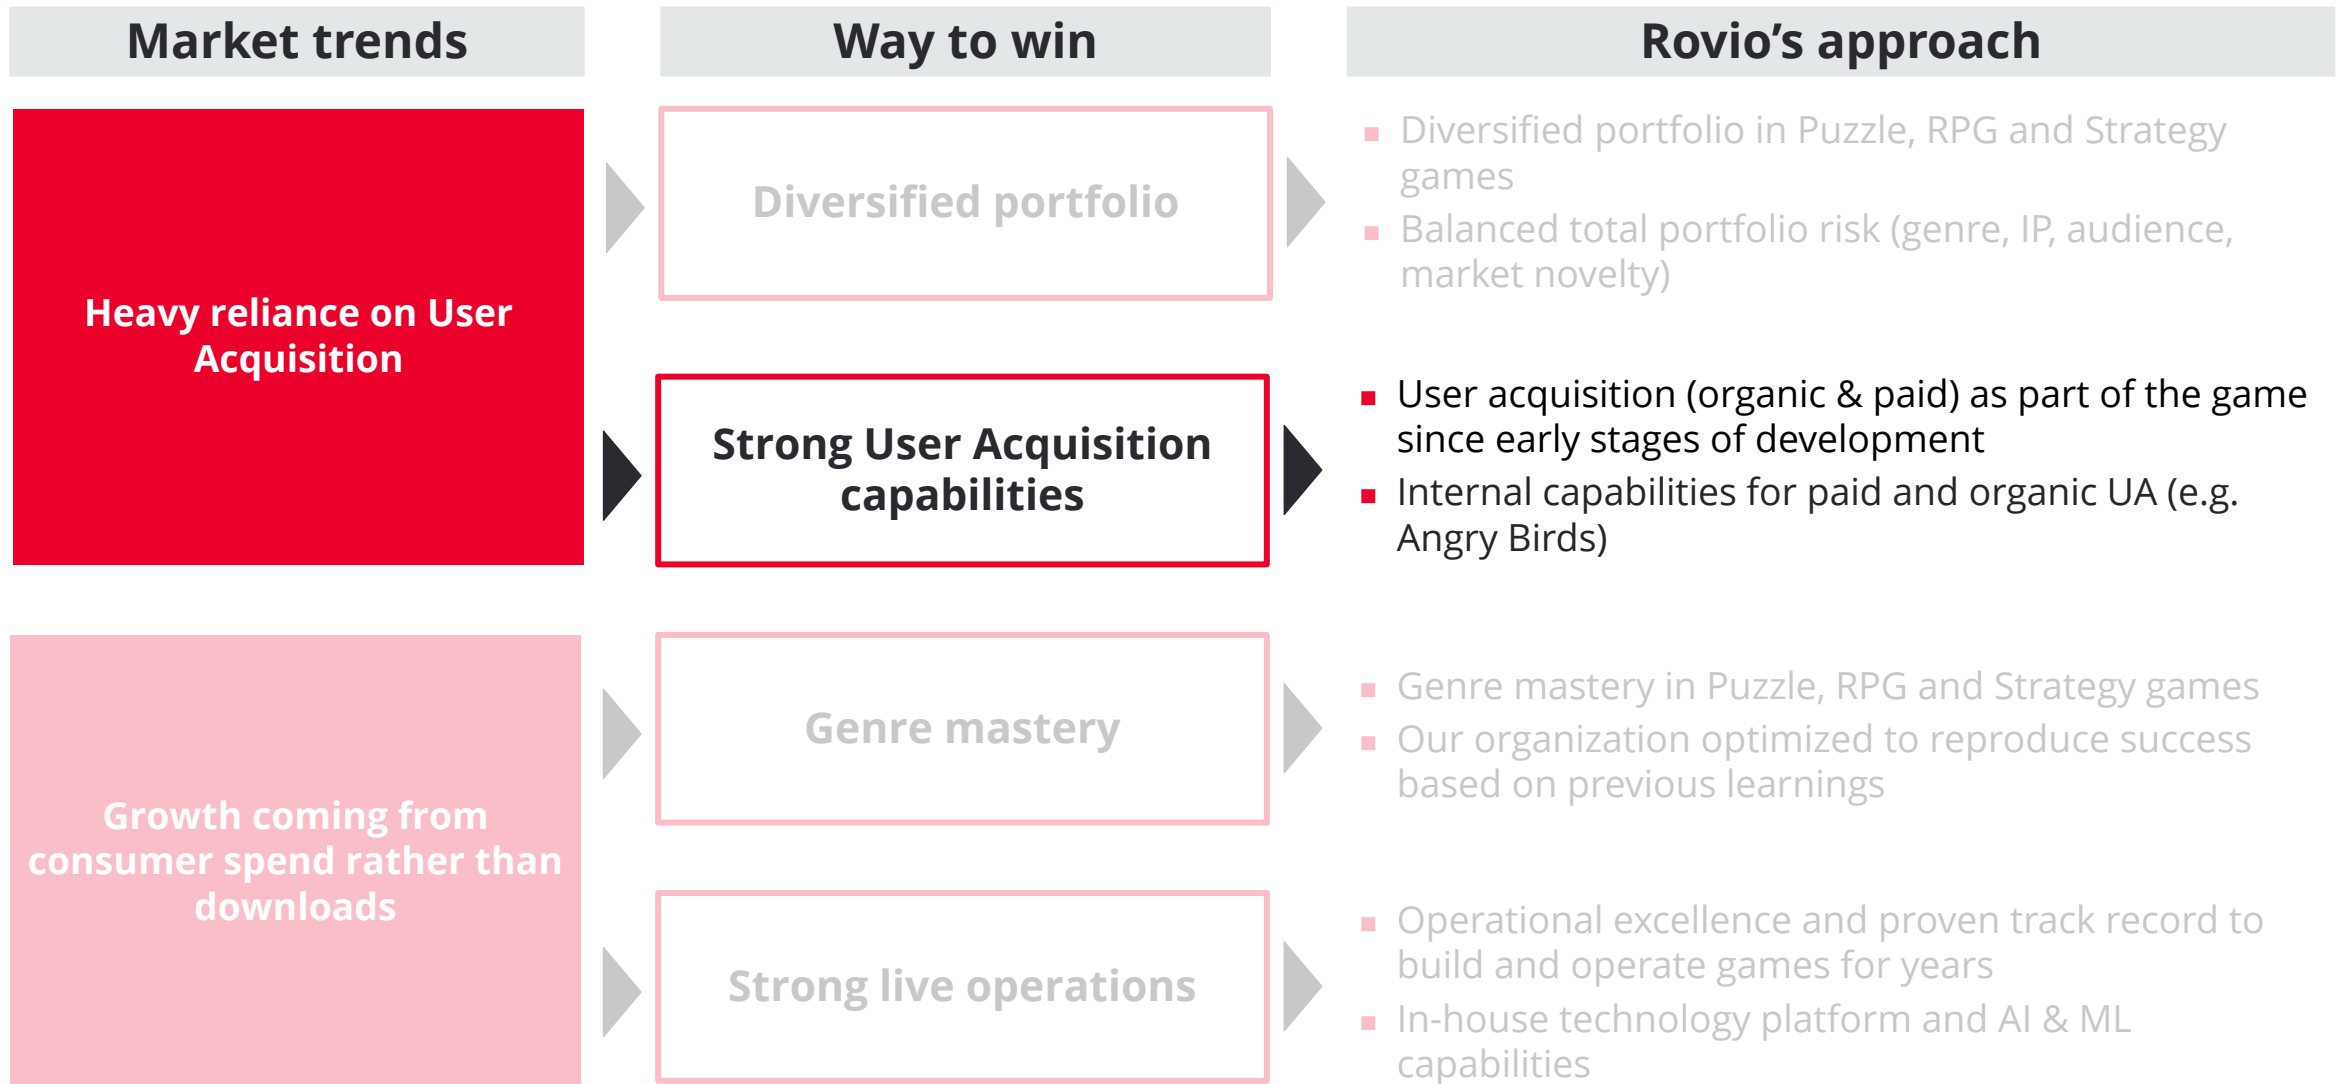 Market trends
Way to win
Rovio's approach
Heavy reliance on User
Acquisition
Diversified portfolio
▪ Diversified portfolio in Puzzle, RPG and Strategy
games
▪ Balanced total portfolio risk (genre, IP, audience,
market novelty)
Strong User Acquisition
capabilities
▪ User acquisition (organic & paid) as part of the game
since early stages of development
▪ Internal capabilities for paid and organic UA (e.g.
Angry Birds)
Growth coming from
consumer spend rather than
downloads
Genre mastery
▪ Genre mastery in Puzzle, RPG and Strategy games
▪ Our organization optimized to reproduce success
based on previous learnings
Strong live operations
▪ Operational excellence and proven track record to
build and operate games for years
▪ In-house technology platform and AI & ML
capabilities